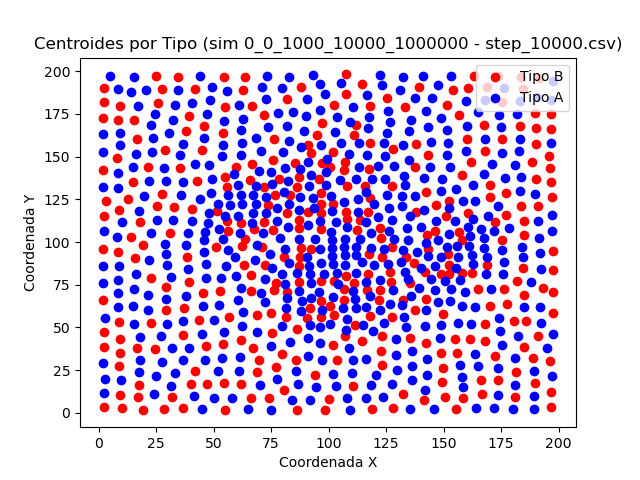 Centroides por Tipo (sim 0_0_1000_10000_1000000 - step_10000.csv)
Tipo B
Tipo A
200
175
150
125
100
75
50
25
0
Coordenada Y
0 25 50 75 100 125 150 175 200
Coordenada X